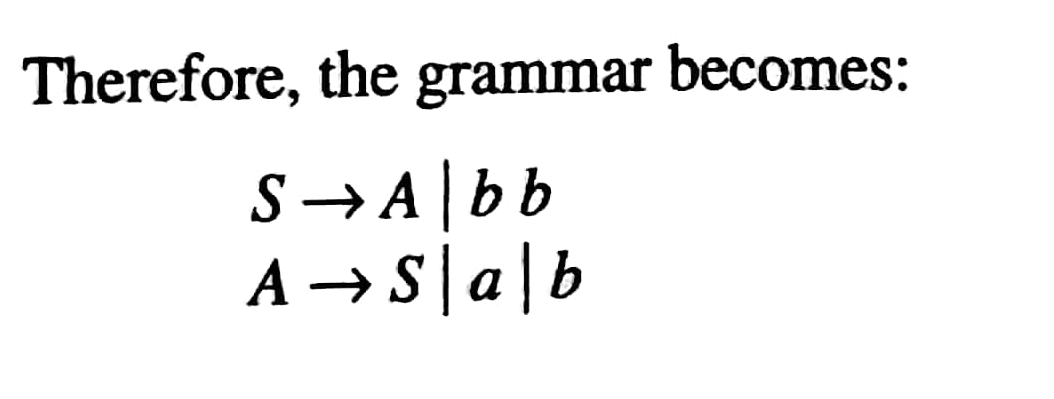 Therefore, the grammar becomes:
S → A | b b
A → S | a | b